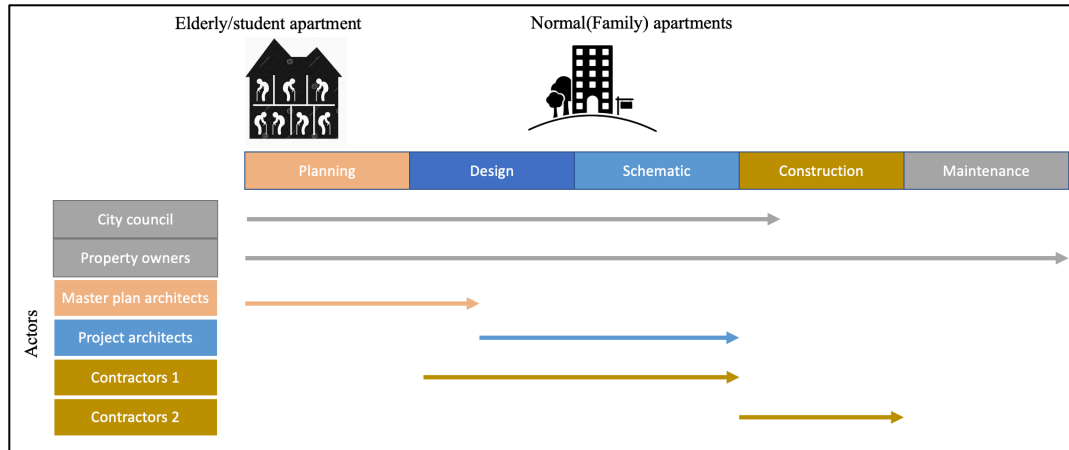 Elderly/student apartment
Normal(Family) apartments
Planning
Design
Schematic
Construction
Maintenance
Actors
City council
Property owners
Master plan architects
Project architects
Contractors 1
Contractors 2